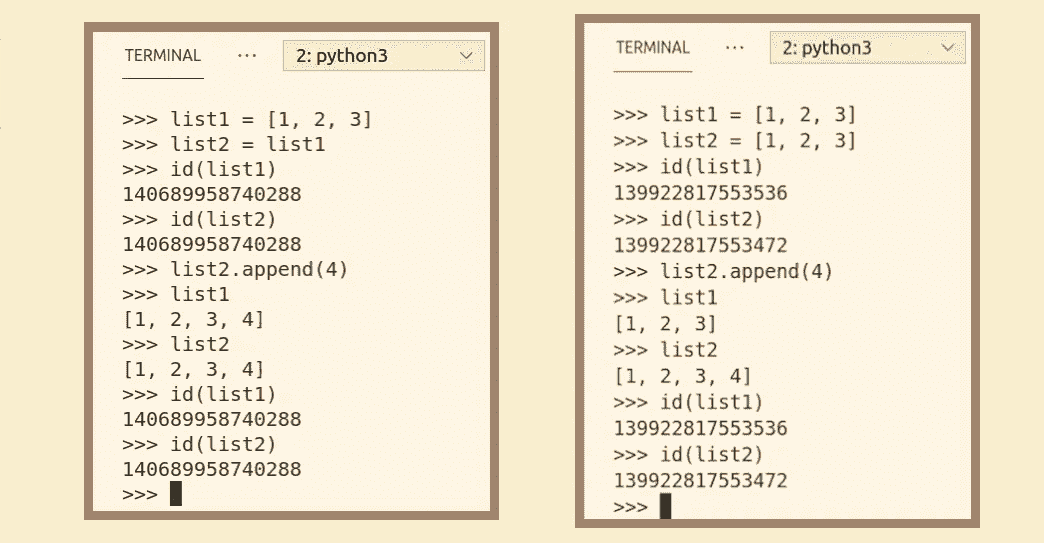 TERMINAL ... 2: python3
>>> list1 = [1, 2, 3]
>>> list2 = list1
>>> id(list1)
140689958740288
>>> id(list2)
140689958740288
>>> list2.append(4)
>>> list1
[1, 2, 3, 4]
>>> list2
[1, 2, 3, 4]
>>> id(list1)
140689958740288
>>> id(list2)
140689958740288
>>>
TERMINAL ... 2: python3
>>> list1 = [1, 2, 3]
>>> list2 = [1, 2, 3]
>>> id(list1)
139922817553536
>>> id(list2)
139922817553472
>>> list2.append(4)
>>> list1
[1, 2, 3]
>>> list2
[1, 2, 3, 4]
>>> id(list1)
139922817553536
>>> id(list2)
139922817553472
>>>